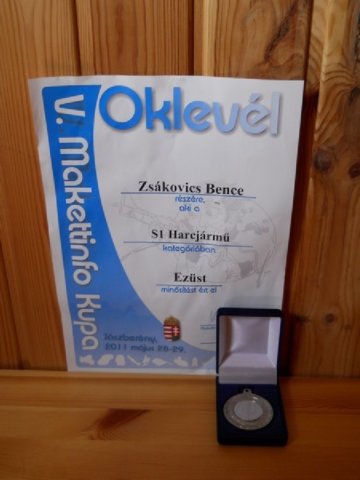 Oklevél
V. Makettinfo Kupa
Zsákovics Bence
részére,
aki a
S1 Harcjármű
kategóriában
Ezüst
minősítést ért el
Jászberény,
2011 május 28-29.